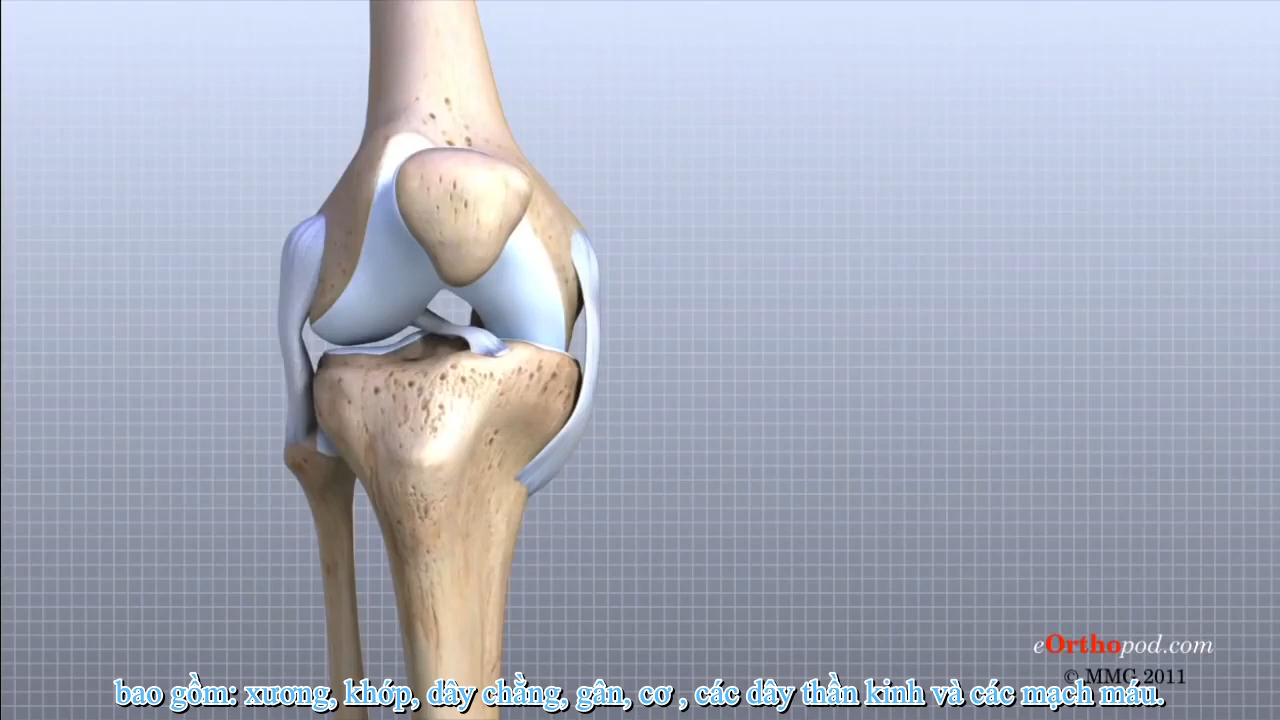 eOrthopod.com
© MMG 2011
bao gồm: xương, khớp, dây chằng, gân, cơ , các dây thần kinh và các mạch máu.